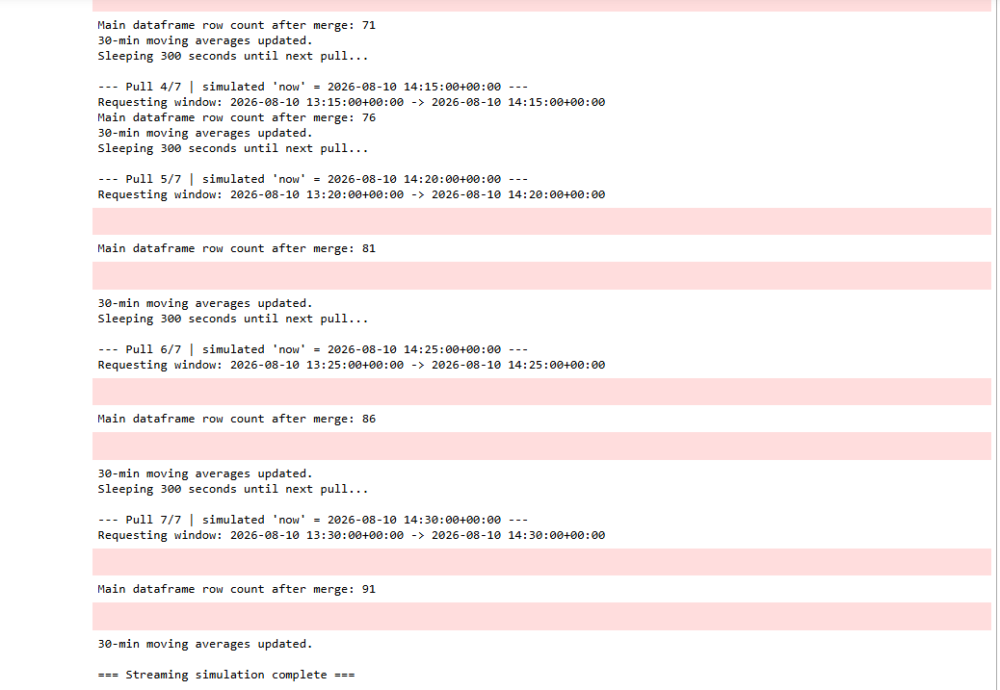 Main dataframe row count after merge: 71
30-min moving averages updated.
Sleeping 300 seconds until next pull...
--- Pull 4/7 | simulated 'now' = 2026-08-10 14:15:00+00:00 ---
Requesting window: 2026-08-10 13:15:00+00:00 -> 2026-08-10 14:15:00+00:00
Main dataframe row count after merge: 76
30-min moving averages updated.
Sleeping 300 seconds until next pull...
--- Pull 5/7 | simulated 'now' = 2026-08-10 14:20:00+00:00 ---
Requesting window: 2026-08-10 13:20:00+00:00 -> 2026-08-10 14:20:00+00:00
Main dataframe row count after merge: 81
30-min moving averages updated.
Sleeping 300 seconds until next pull...
--- Pull 6/7 | simulated 'now' = 2026-08-10 14:25:00+00:00 ---
Requesting window: 2026-08-10 13:25:00+00:00 -> 2026-08-10 14:25:00+00:00
Main dataframe row count after merge: 86
30-min moving averages updated.
Sleeping 300 seconds until next pull...
--- Pull 7/7 | simulated 'now' = 2026-08-10 14:30:00+00:00 ---
Requesting window: 2026-08-10 13:30:00+00:00 -> 2026-08-10 14:30:00+00:00
Main dataframe row count after merge: 91
30-min moving averages updated.
=== Streaming simulation complete ===